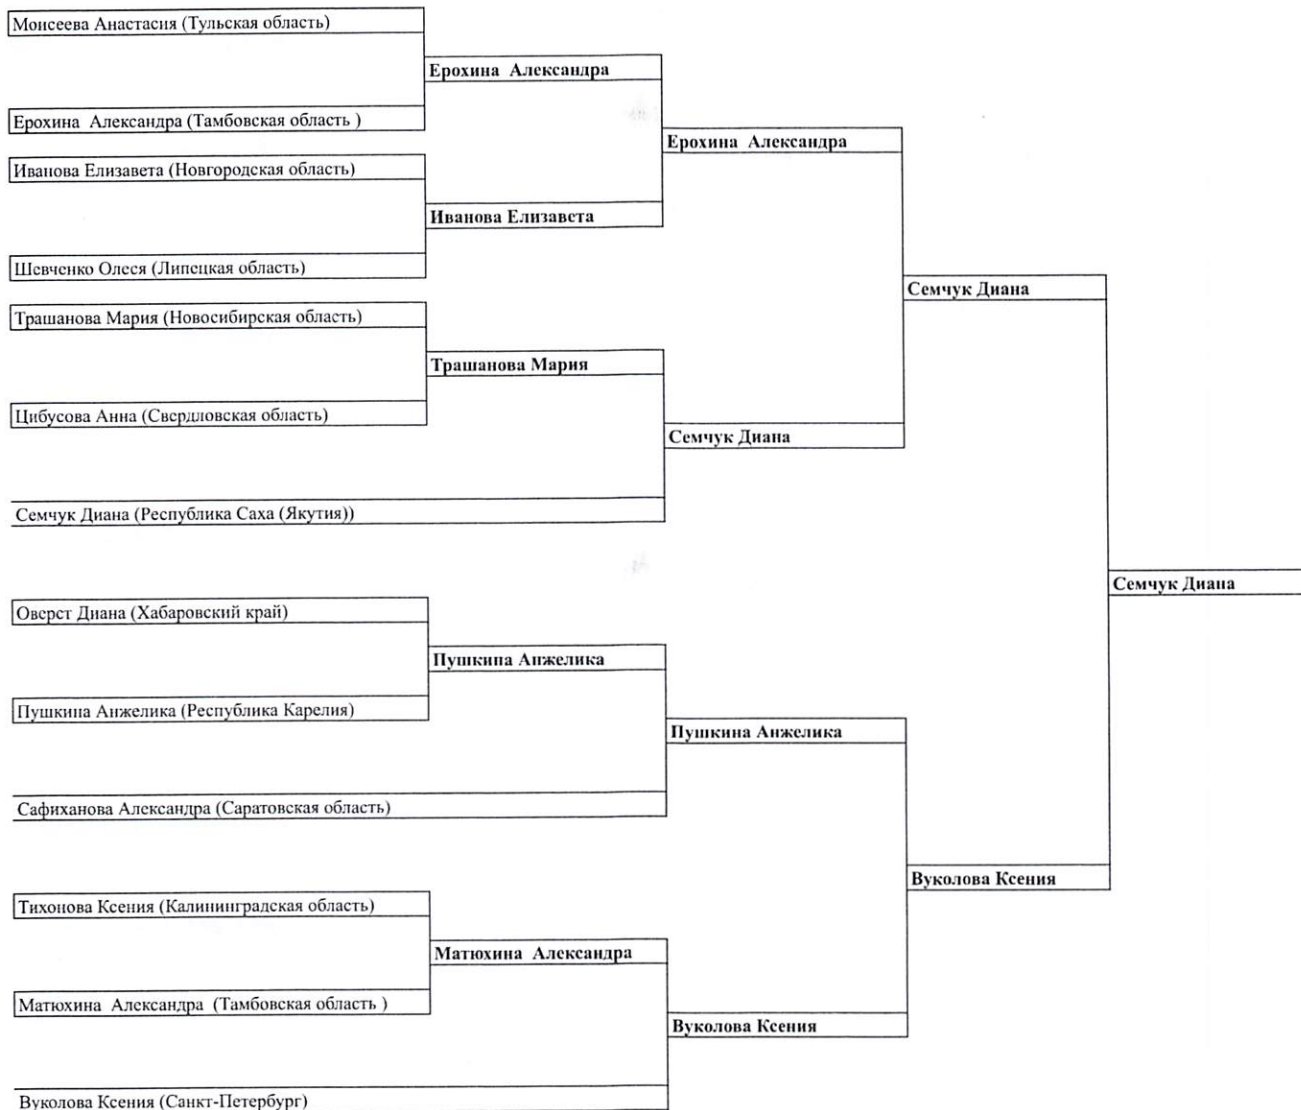 Моисеева Анастасия (Тульская область)
Ерохина Александра
Ерохина Александра (Тамбовская область )
Ерохина Александра
Иванова Елизавета (Новгородская область)
Иванова Елизавета
Шевченко Олеся (Липецкая область)
Семчук Диана
Трашанова Мария (Новосибирская область)
Трашанова Мария
Цибусова Анна (Свердловская область)
Семчук Диана
Семчук Диана (Республика Саха (Якутия))
Семчук Диана
Оверст Диана (Хабаровский край)
Пушкина Анжелика
Пушкина Анжелика (Республика Карелия)
Пушкина Анжелика
Сафиханова Александра (Саратовская область)
Вуколова Ксения
Тихонова Ксения (Калининградская область)
Матюхина Александра
Матюхина Александра (Тамбовская область )
Вуколова Ксения
Вуколова Ксения (Санкт-Петербург)